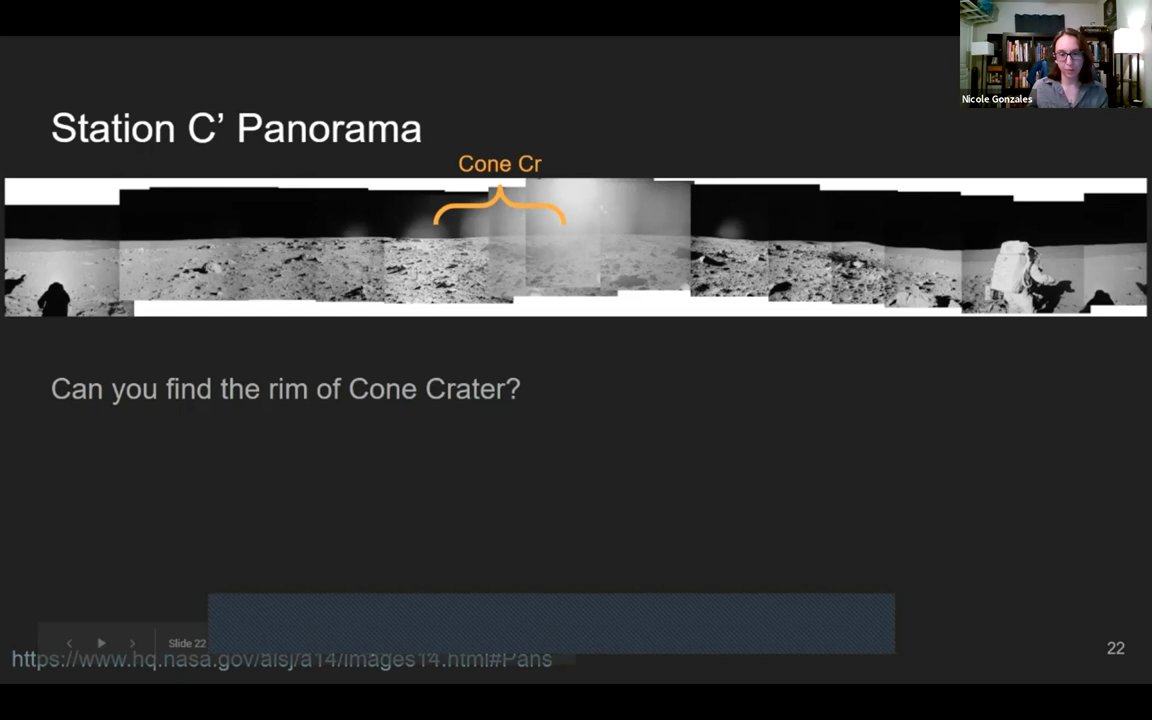 Nicole Gonzales
Station C’ Panorama
Cone Cr
Can you find the rim of Cone Crater?
Slide 22
https://www.hq.nasa.gov/alsj/a14/images14.html#Pans
22